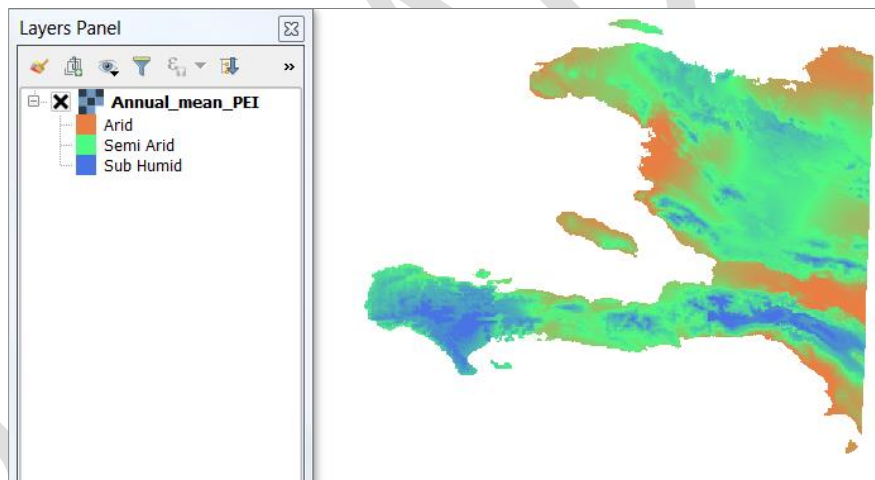 Layers Panel
»
Annual_mean_PEI
Arid
Semi Arid
Sub Humid